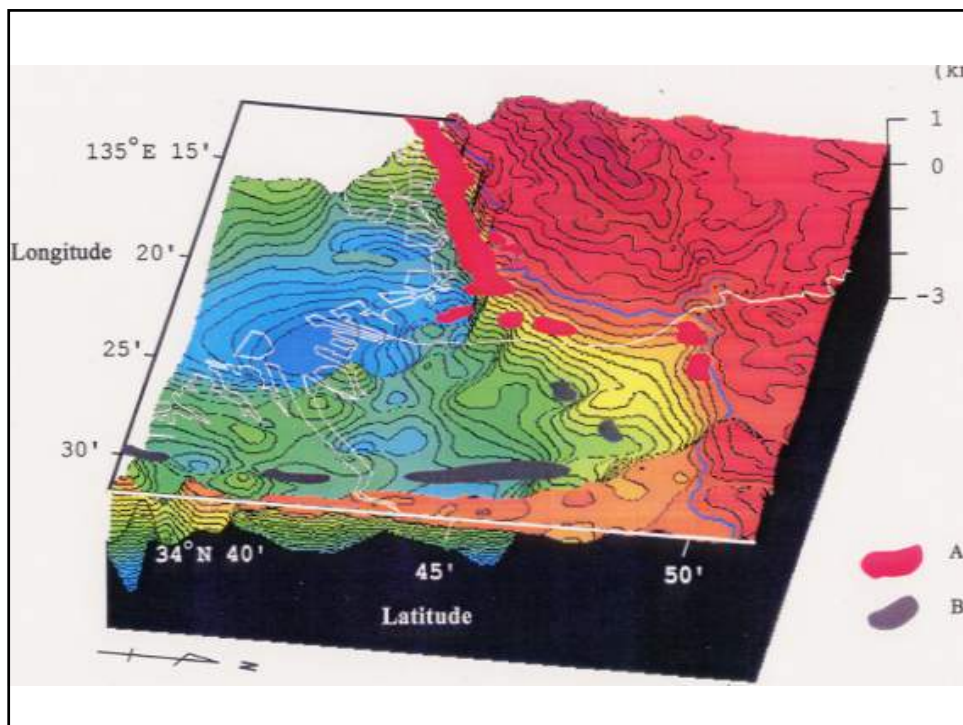 (km
1
0
-3
135°E 15'
Longitude 20'
25'
30'
34°N 40'
45'
50'
Latitude
N
A
B